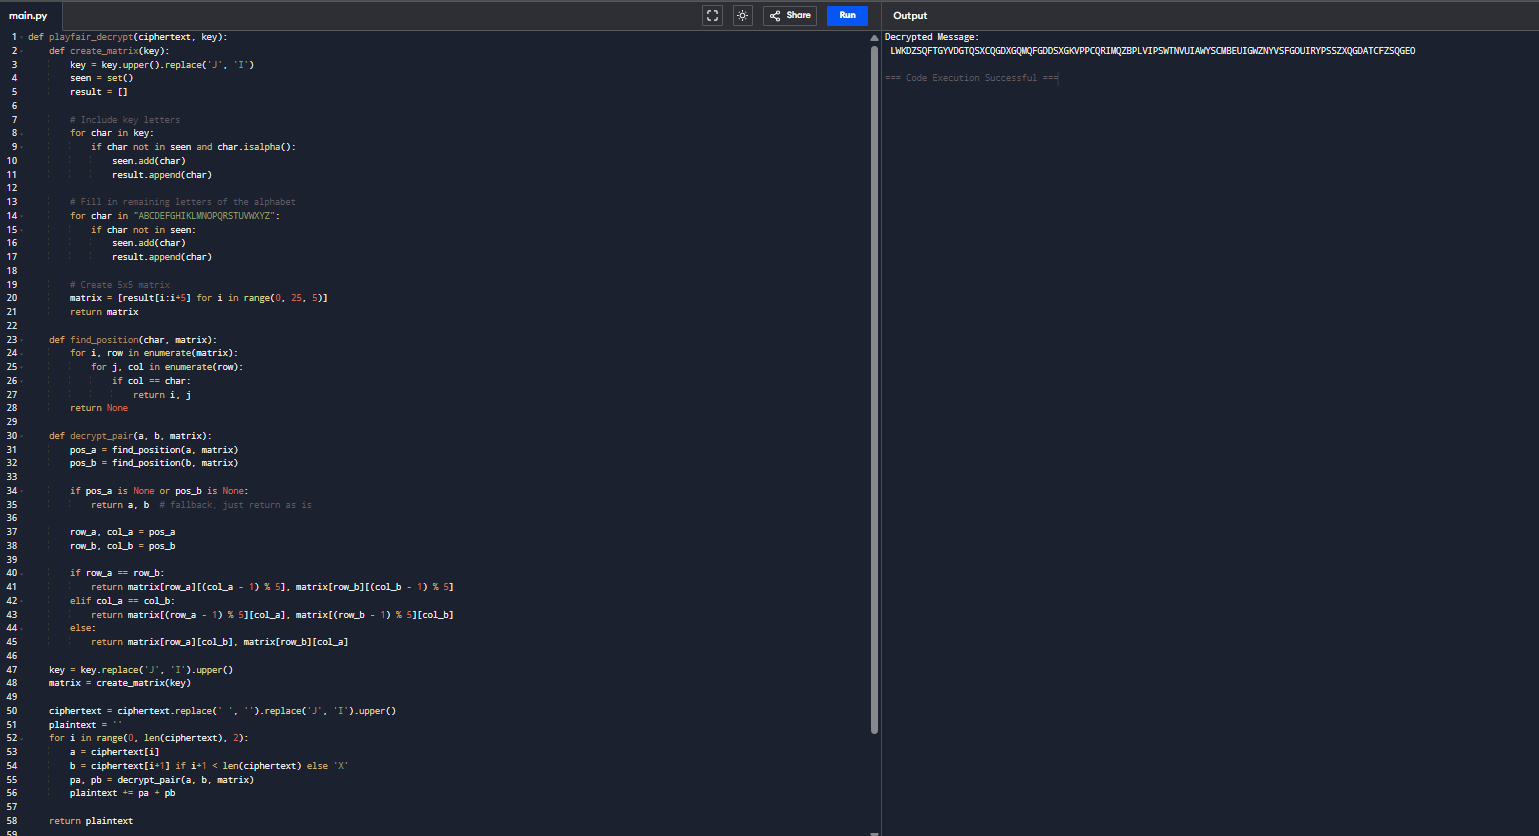 main.py
Share
Run
Output
1 def playfair_decrypt(ciphertext, key):
2     def create_matrix(key):
3         key = key.upper().replace('J', 'I')
4         seen = set()
5         result = []
6
7         # Include key letters
8         for char in key:
9             if char not in seen and char.isalpha():
10                 seen.add(char)
11                 result.append(char)
12
13         # Fill in remaining letters of the alphabet
14         for char in "ABCDEFGHIKLMNOPQRSTUVWXYZ":
15             if char not in seen:
16                 seen.add(char)
17                 result.append(char)
18
19         # Create 5x5 matrix
20         matrix = [result[i:i+5] for i in range(0, 25, 5)]
21         return matrix
22
23     def find_position(char, matrix):
24         for i, row in enumerate(matrix):
25             for j, col in enumerate(row):
26                 if col == char:
27                     return i, j
28         return None
29
30     def decrypt_pair(a, b, matrix):
31         pos_a = find_position(a, matrix)
32         pos_b = find_position(b, matrix)
33
34         if pos_a is None or pos_b is None:
35             return a, b  # fallback, just return as is
36
37         row_a, col_a = pos_a
38         row_b, col_b = pos_b
39
40         if row_a == row_b:
41             return matrix[row_a][(col_a - 1) % 5], matrix[row_b][(col_b - 1) % 5]
42         elif col_a == col_b:
43             return matrix[(row_a - 1) % 5][col_a], matrix[(row_b - 1) % 5][col_b]
44         else:
45             return matrix[row_a][col_b], matrix[row_b][col_a]
46
47     key = key.replace('J', 'I').upper()
48     matrix = create_matrix(key)
49
50     ciphertext = ciphertext.replace(' ', '').replace('J', 'I').upper()
51     plaintext = ''
52     for i in range(0, len(ciphertext), 2):
53         a = ciphertext[i]
54         b = ciphertext[i+1] if i+1 < len(ciphertext) else 'X'
55         pa, pb = decrypt_pair(a, b, matrix)
56         plaintext += pa + pb
57
58     return plaintext
59
Decrypted Message:
LWKDZSQFTGYVDGTQSXCQGDXGQMQFGDDSXGKVPPCQRIMQZBPLVIPSWTNVUIAWYSCMBEUIGWZNYVSFGOUIRYPSSZXQGDATCFZSQGEO
=== Code Execution Successful ===